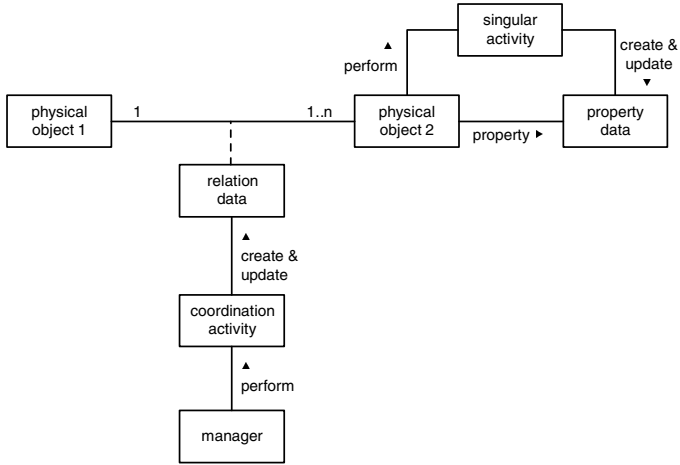 singular
activity
create &
update
perform
physical
object 1
1
1..n
physical
object 2
property
property
data
relation
data
create &
update
coordination
activity
perform
manager